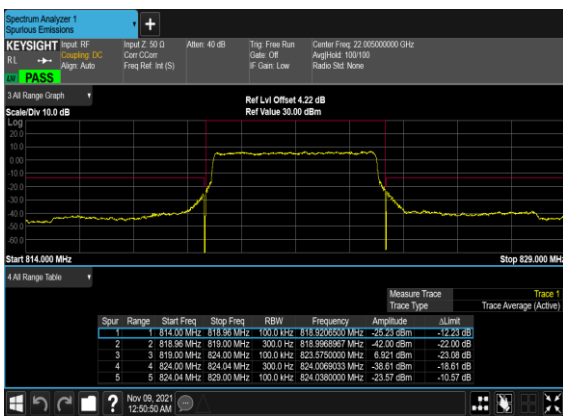 Spectrum Analyzer 1
Spurious Emissions
+
KEYSIGHT Input: RF Input Z: 50 Ω Atten: 40 dB Trig: Free Run Center Freq: 22.005000000 GHz
Coupling: DC Corr CCorr Gate: Off Avg|Hold: 100/100
RL Align: Auto Freq Ref: Int (S) IF Gain: Low Radio Std: None
PASS
3 All Range Graph
Ref Lvl Offset 4.22 dB
Scale/Div 10.0 dB Ref Value 30.00 dBm
Log
20.0
10.0
0.00
-10.0
-20.0
-30.0
-40.0
-50.0
-60.0
Start 814.000 MHz Stop 829.000 MHz
4 All Range Table
Measure Trace Trace 1
Trace Type Trace Average (Active)
Spur Range Start Freq Stop Freq RBW Frequency Amplitude ΔLimit
1 1 814.00 MHz 818.96 MHz 100.0 kHz 818.9206500 MHz -25.23 dBm -12.23 dB
2 2 818.96 MHz 819.00 MHz 300.0 Hz 818.9968967 MHz -42.00 dBm -22.00 dB
3 3 819.00 MHz 824.00 MHz 100.0 kHz 823.5750000 MHz 6.921 dBm -23.08 dB
4 4 824.00 MHz 824.04 MHz 300.0 Hz 824.0069033 MHz -38.61 dBm -18.61 dB
5 5 824.04 MHz 829.00 MHz 100.0 kHz 824.0380000 MHz -23.57 dBm -10.57 dB
? Nov 09, 2021
12:50:50 AM